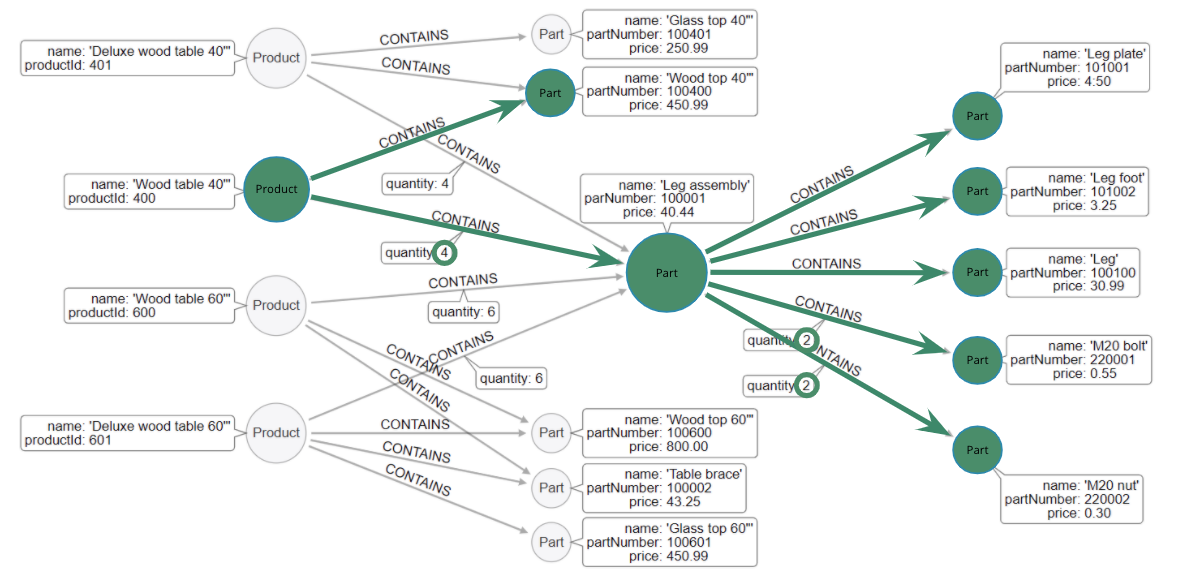 name: 'Deluxe wood table 40"'
productId: 401
Product
CONTAINS
CONTAINS
CONTAINS
quantity: 4
Part
name: 'Glass top 40"'
partNumber: 100401
price: 250.99
Part
name: 'Wood top 40"'
partNumber: 100400
price: 450.99
name: 'Wood table 40"'
productId: 400
Product
CONTAINS
CONTAINS
quantity: 4
name: 'Leg assembly'
parNumber: 100001
price: 40.44
Part
name: 'Wood table 60"'
productId: 600
Product
CONTAINS
quantity: 6
CONTAINS
CONTAINS
name: 'Deluxe wood table 60"'
productId: 601
Product
CONTAINS
quantity: 6
CONTAINS
CONTAINS
CONTAINS
Part
name: 'Wood top 60"'
partNumber: 100600
price: 800.00
Part
name: 'Table brace'
partNumber: 100002
price: 43.25
Part
name: 'Glass top 60"'
partNumber: 100601
price: 450.99
CONTAINS
CONTAINS
CONTAINS
CONTAINS
quantity 2
NTAINS
quantity 2
name: 'Leg plate'
partNumber: 101001
price: 4:50
Part
Part
name: 'Leg foot'
partNumber: 101002
price: 3.25
Part
name: 'Leg'
partNumber: 100100
price: 30.99
Part
name: 'M20 bolt'
partNumber: 220001
price: 0.55
Part
name: 'M20 nut'
partNumber: 220002
price: 0.30